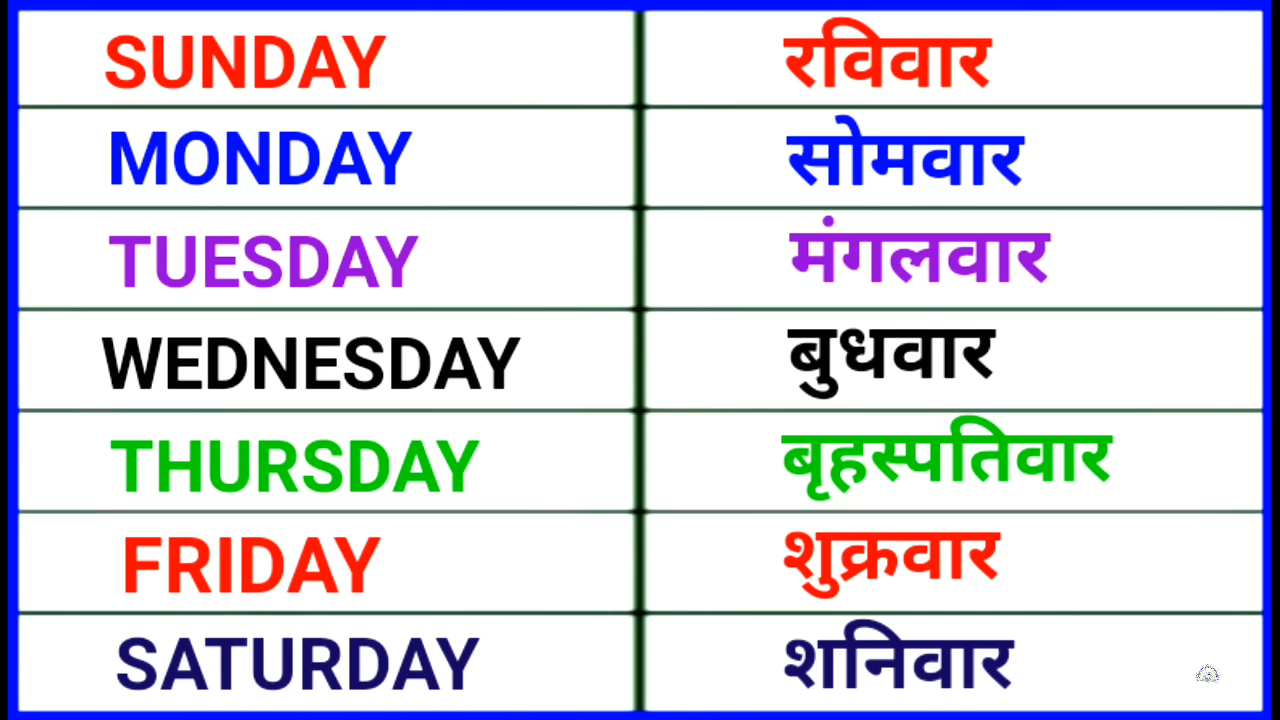 SUNDAY रविवार
MONDAY सोमवार
TUESDAY मंगलवार
WEDNESDAY बुधवार
THURSDAY बृहस्पतिवार
FRIDAY शुक्रवार
SATURDAY शनिवार